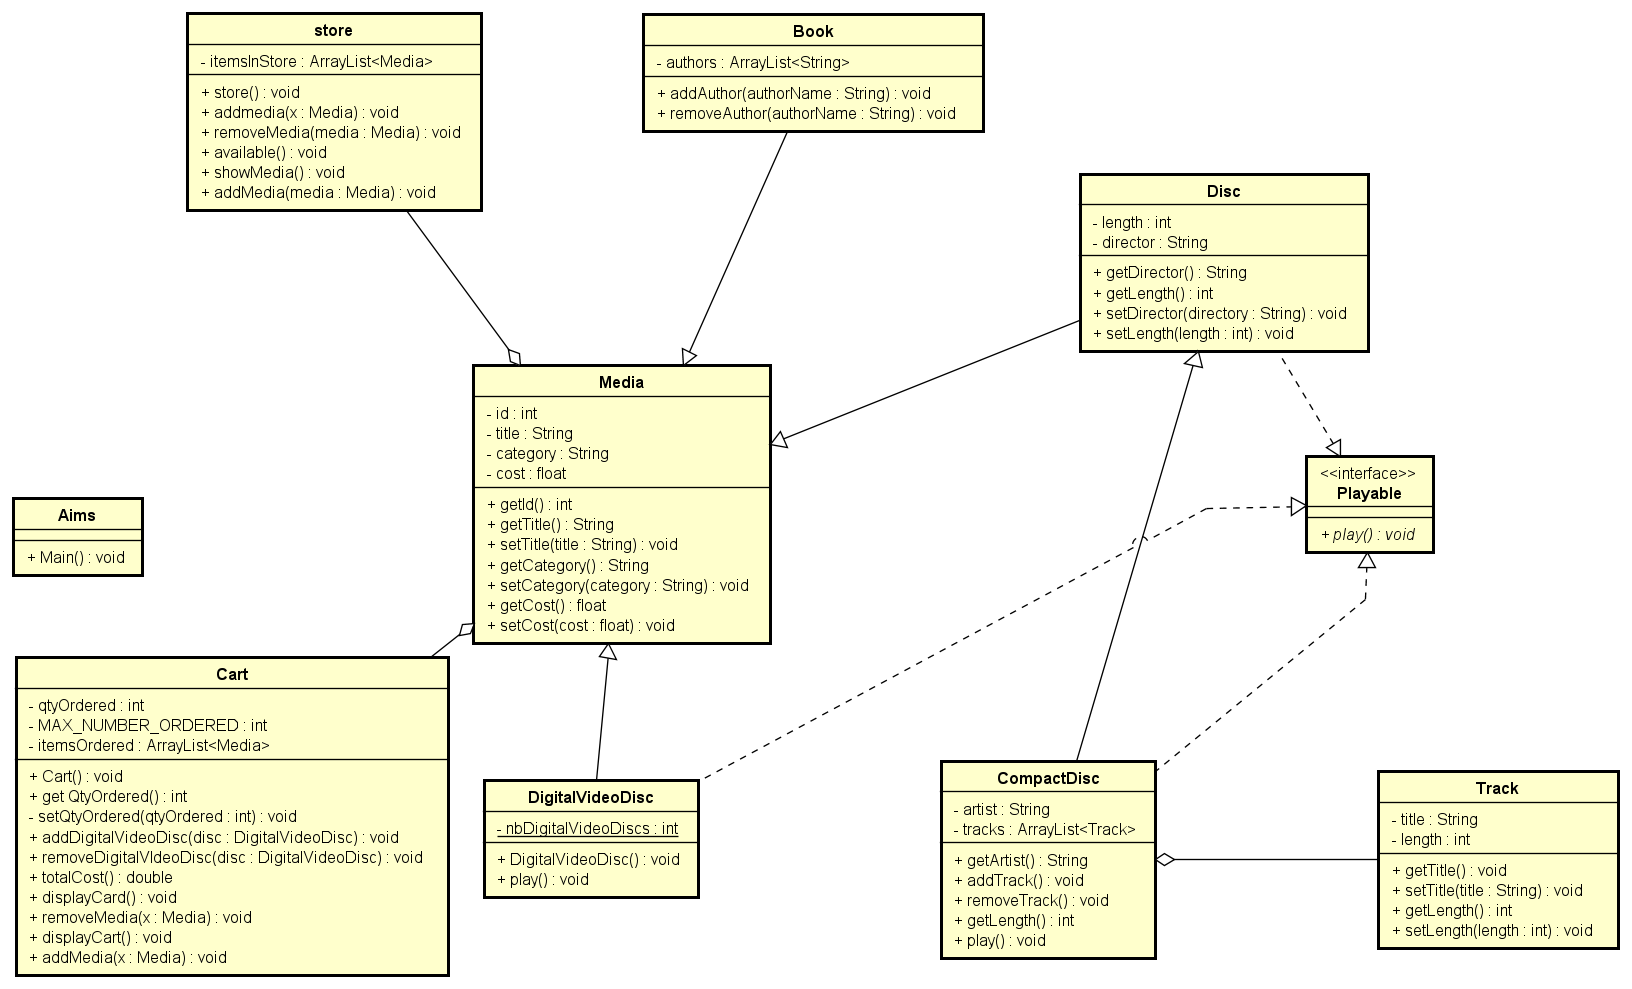 store
- itemsInStore : ArrayList<Media>
+ store() : void
+ addmedia(x : Media) : void
+ removeMedia(media : Media) : void
+ available() : void
+ showMedia() : void
+ addMedia(media : Media) : void
Book
- authors : ArrayList<String>
+ addAuthor(authorName : String) : void
+ removeAuthor(authorName : String) : void
Disc
- length : int
- director : String
+ getDirector() : String
+ getLength() : int
+ setDirector(directory : String) : void
+ setLength(length : int) : void
Media
- id : int
- title : String
- category : String
- cost : float
+ getId() : int
+ getTitle() : String
+ setTitle(title : String) : void
+ getCategory() : String
+ setCategory(category : String) : void
+ getCost() : float
+ setCost(cost : float) : void
<<interface>>
Playable
+ play() : void
Aims
+ Main() : void
Cart
- qtyOrdered : int
- MAX_NUMBER_ORDERED : int
- itemsOrdered : ArrayList<Media>
+ Cart() : void
+ get QtyOrdered() : int
- setQtyOrdered(qtyOrdered : int) : void
+ addDigitalVideoDisc(disc : DigitalVideoDisc) : void
+ removeDigitalVIdeoDisc(disc : DigitalVideoDisc) : void
+ totalCost() : double
+ displayCard() : void
+ removeMedia(x : Media) : void
+ displayCart() : void
+ addMedia(x : Media) : void
DigitalVideoDisc
- nbDigitalVideoDiscs : int
+ DigitalVideoDisc() : void
+ play() : void
CompactDisc
- artist : String
- tracks : ArrayList<Track>
+ getArtist() : String
+ addTrack() : void
+ removeTrack() : void
+ getLength() : int
+ play() : void
Track
- title : String
- length : int
+ getTitle() : void
+ setTitle(title : String) : void
+ getLength() : int
+ setLength(length : int) : void